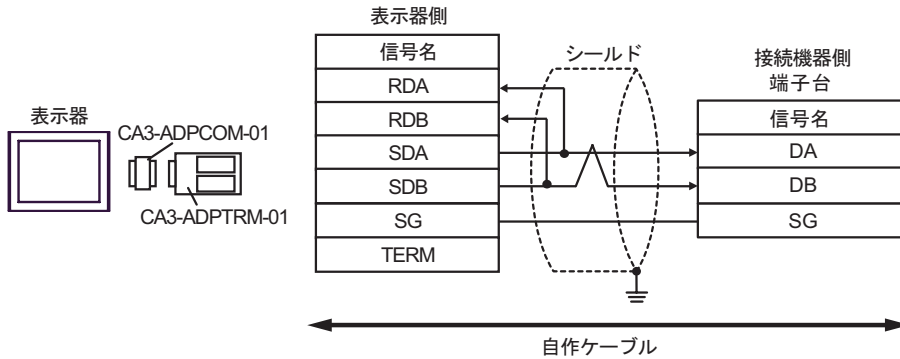 表示器
CA3-ADPCOM-01
CA3-ADPTRM-01
表示器側
信号名
RDA
RDB
SDA
SDB
SG
TERM
シールド
接続機器側
端子台
信号名
DA
DB
SG
自作ケーブル